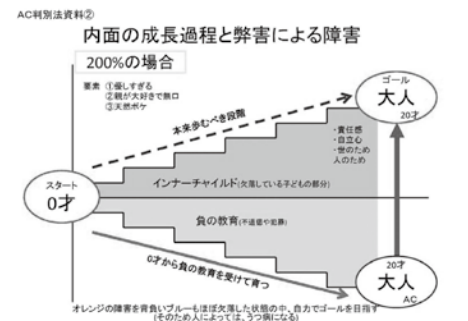 AC判別法資料②
内面の成長過程と弊害による障害
200%の場合
要素 ①優しすぎる
②親が大好きで無口
③天然ボケ
ゴール
大人
20才
本来歩むべき段階
・責任感
・自立心
・世のため
人のため
インナーチャイルド(欠落している子どもの部分)
スタート
0才
負の教育(不道徳や犯罪)
0才から負の教育を受けて育つ
20才
大人
AC
オレンジの障害を背負いブルーもほぼ欠落した状態の中、自力でゴールを目指す
(そのため人によっては、うつ病になる)